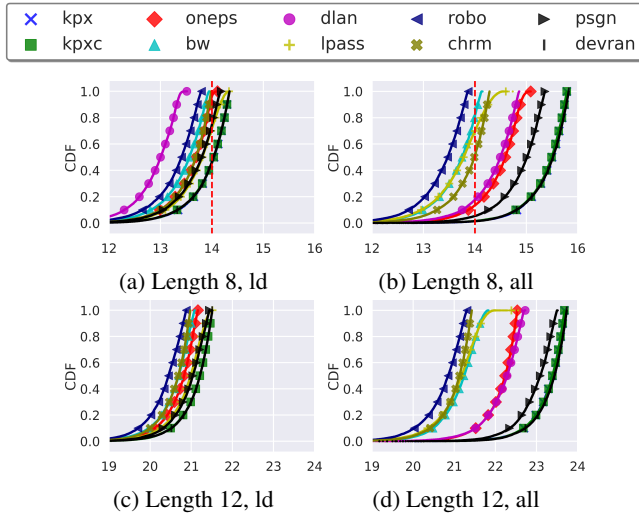 kpx oneps dlan robo psgn
kpxc bw lpass chrm devran
CDF
1.0
0.8
0.6
0.4
0.2
0.0
12 13 14 15 16
CDF
1.0
0.8
0.6
0.4
0.2
0.0
12 13 14 15 16
(a) Length 8, ld
(b) Length 8, all
CDF
1.0
0.8
0.6
0.4
0.2
0.0
19 20 21 22 23 24
CDF
1.0
0.8
0.6
0.4
0.2
0.0
19 20 21 22 23 24
(c) Length 12, ld
(d) Length 12, all